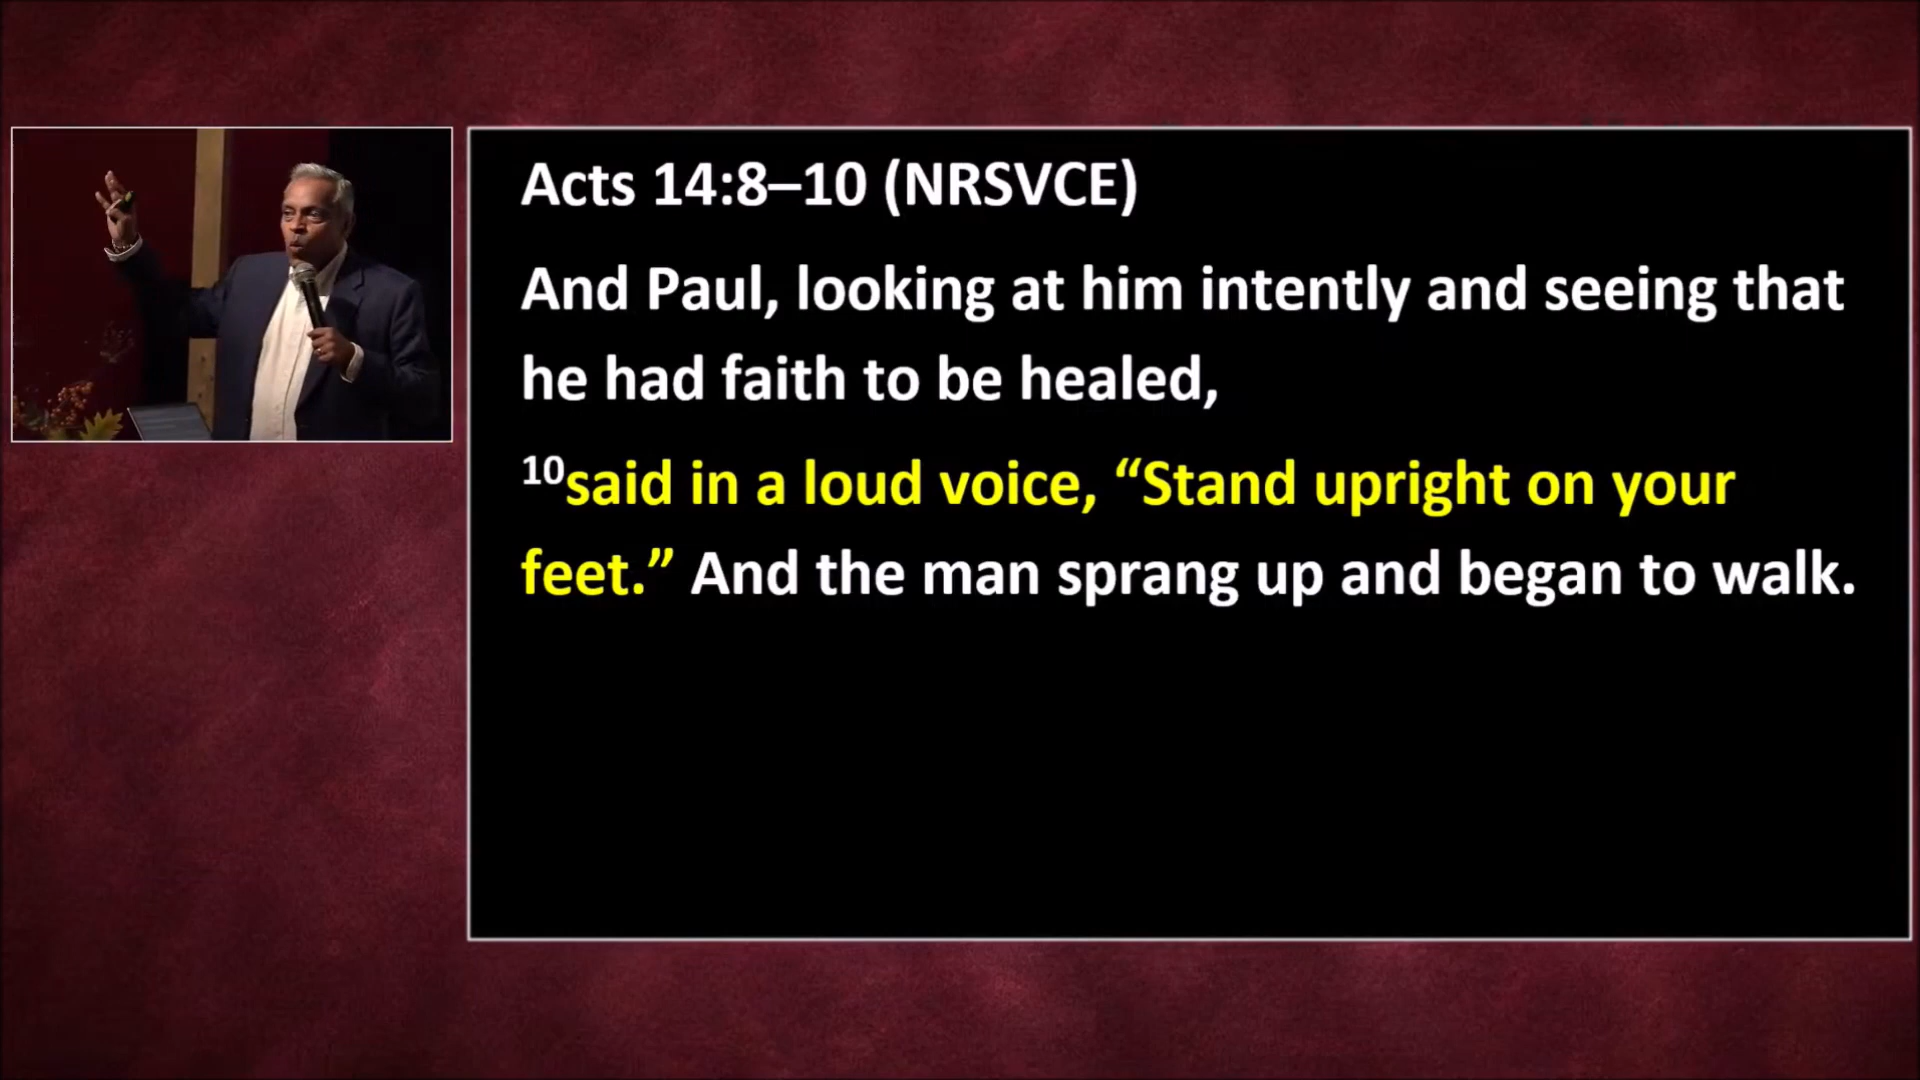 Acts 14:8–10 (NRSVCE)
And Paul, looking at him intently and seeing that
he had faith to be healed,
10said in a loud voice, “Stand upright on your
feet.” And the man sprang up and began to walk.